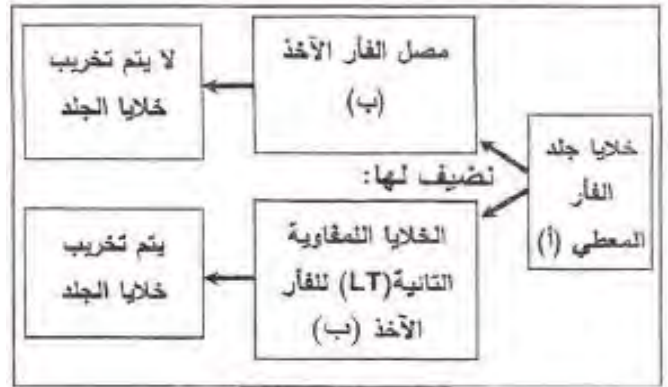 خلايا جلد
الفأر
المعطي (أ)
نضيف لها:
مصل الفأر الآخذ
(ب)
لا يتم تخريب
خلايا الجلد
الخلايا اللمفاوية
التائية(LT) للفأر
الآخذ (ب)
يتم تخريب
خلايا الجلد